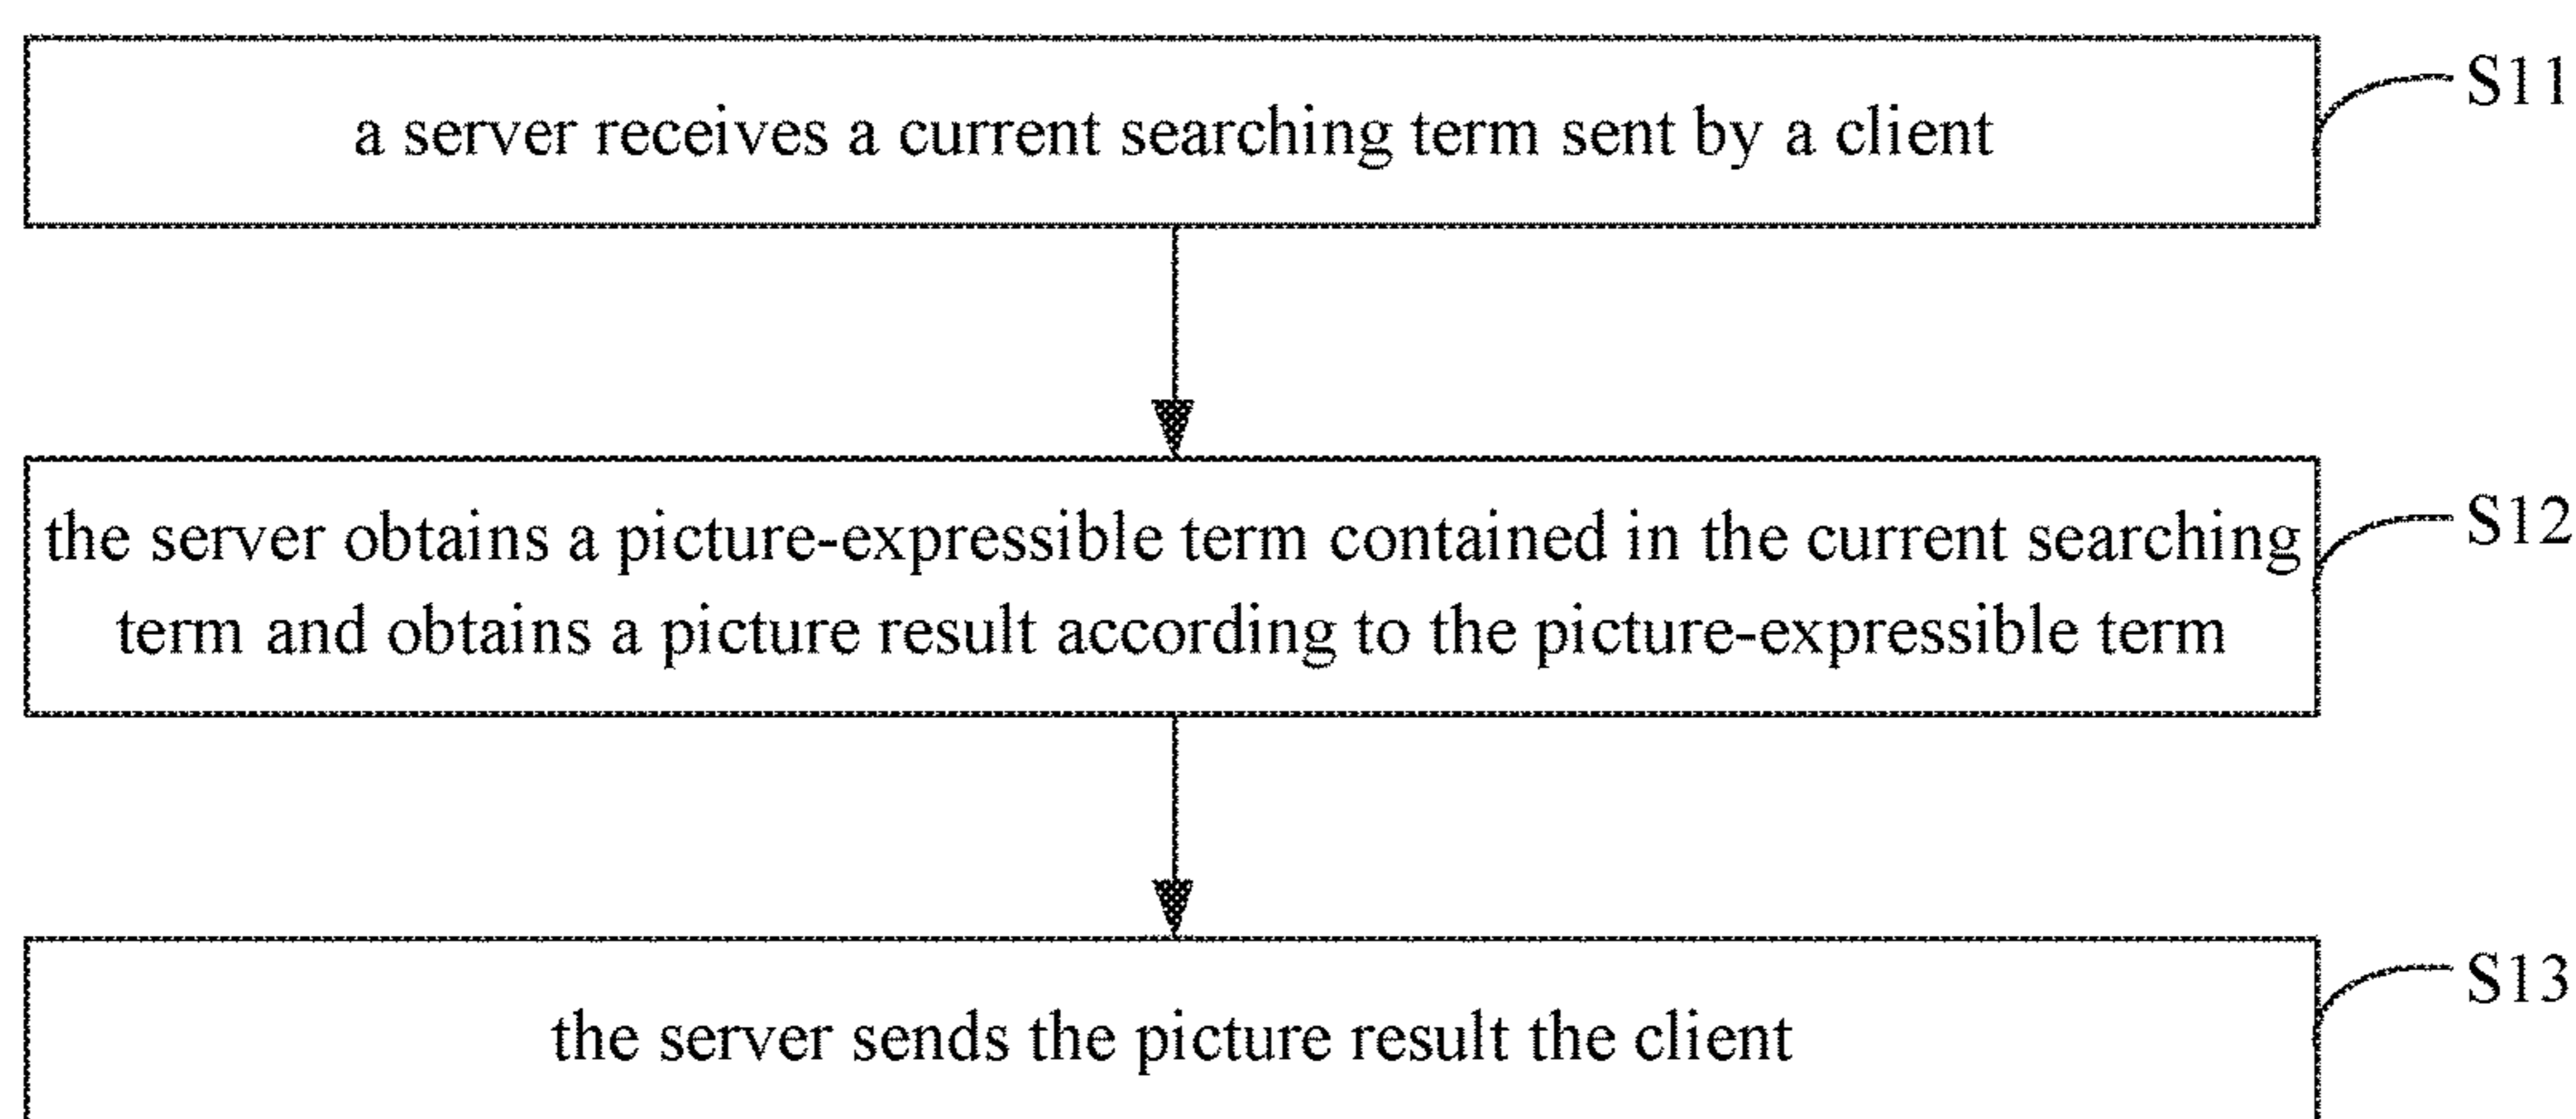 a server receives a current searching term sent by a client
S11
the server obtains a picture-expressible term contained in the current searching
term and obtains a picture result according to the picture-expressible term
S12
the server sends the picture result the client
S13